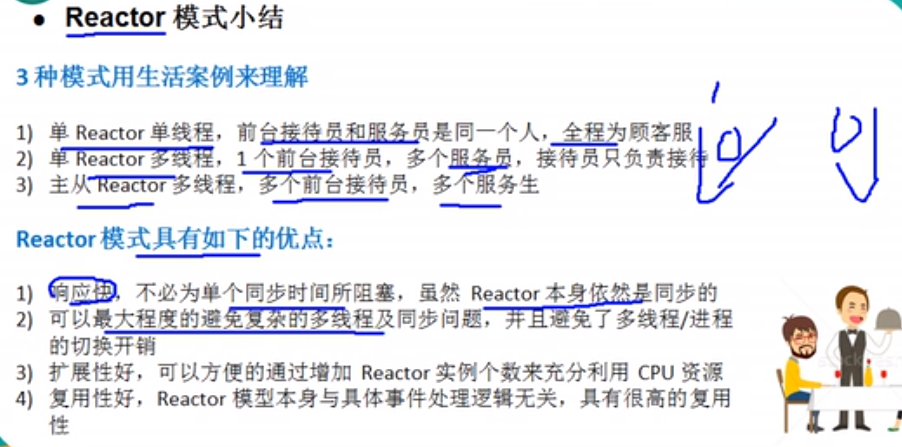 ● Reactor 模式小结
3 种模式用生活案例来理解
1) 单 Reactor 单线程，前台接待员和服务员是同一个人，全程为顾客服
2) 单 Reactor 多线程，1 个前台接待员，多个服务员，接待员只负责接待
3) 主从 Reactor 多线程，多个前台接待员，多个服务生
Reactor 模式具有如下的优点：
1) 响应快，不必为单个同步时间所阻塞，虽然 Reactor 本身依然是同步的
2) 可以最大程度的避免复杂的多线程及同步问题，并且避免了多线程/进程
的切换开销
3) 扩展性好，可以方便的通过增加 Reactor 实例个数来充分利用 CPU 资源
4) 复用性好，Reactor 模型本身与具体事件处理逻辑无关，具有很高的复用
性